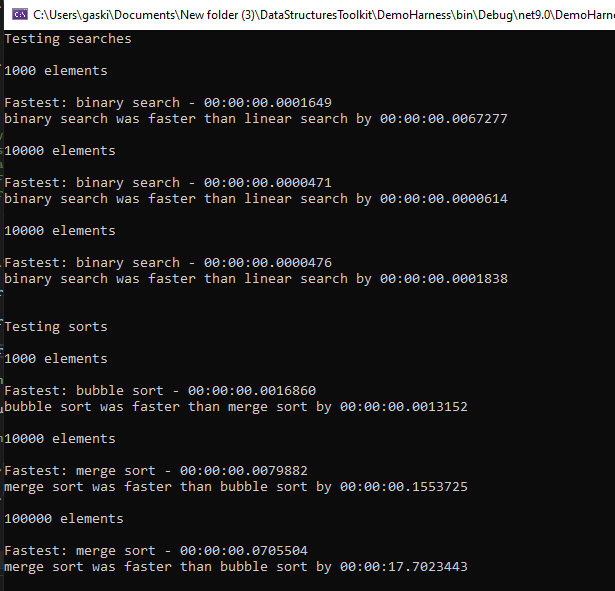 C:\Users\gaski\Documents\New folder (3)\DataStructuresToolkit\DemoHarness\bin\Debug\net9.0\DemoHarne
Testing searches
1000 elements
Fastest: binary search - 00:00:00.0001649
binary search was faster than linear search by 00:00:00.0067277
10000 elements
Fastest: binary search - 00:00:00.0000471
binary search was faster than linear search by 00:00:00.0000614
10000 elements
Fastest: binary search - 00:00:00.0000476
binary search was faster than linear search by 00:00:00.0001838
Testing sorts
1000 elements
Fastest: bubble sort - 00:00:00.0016860
bubble sort was faster than merge sort by 00:00:00.0013152
10000 elements
Fastest: merge sort - 00:00:00.0079882
merge sort was faster than bubble sort by 00:00:00.1553725
100000 elements
Fastest: merge sort - 00:00:00.0705504
merge sort was faster than bubble sort by 00:00:17.7023443